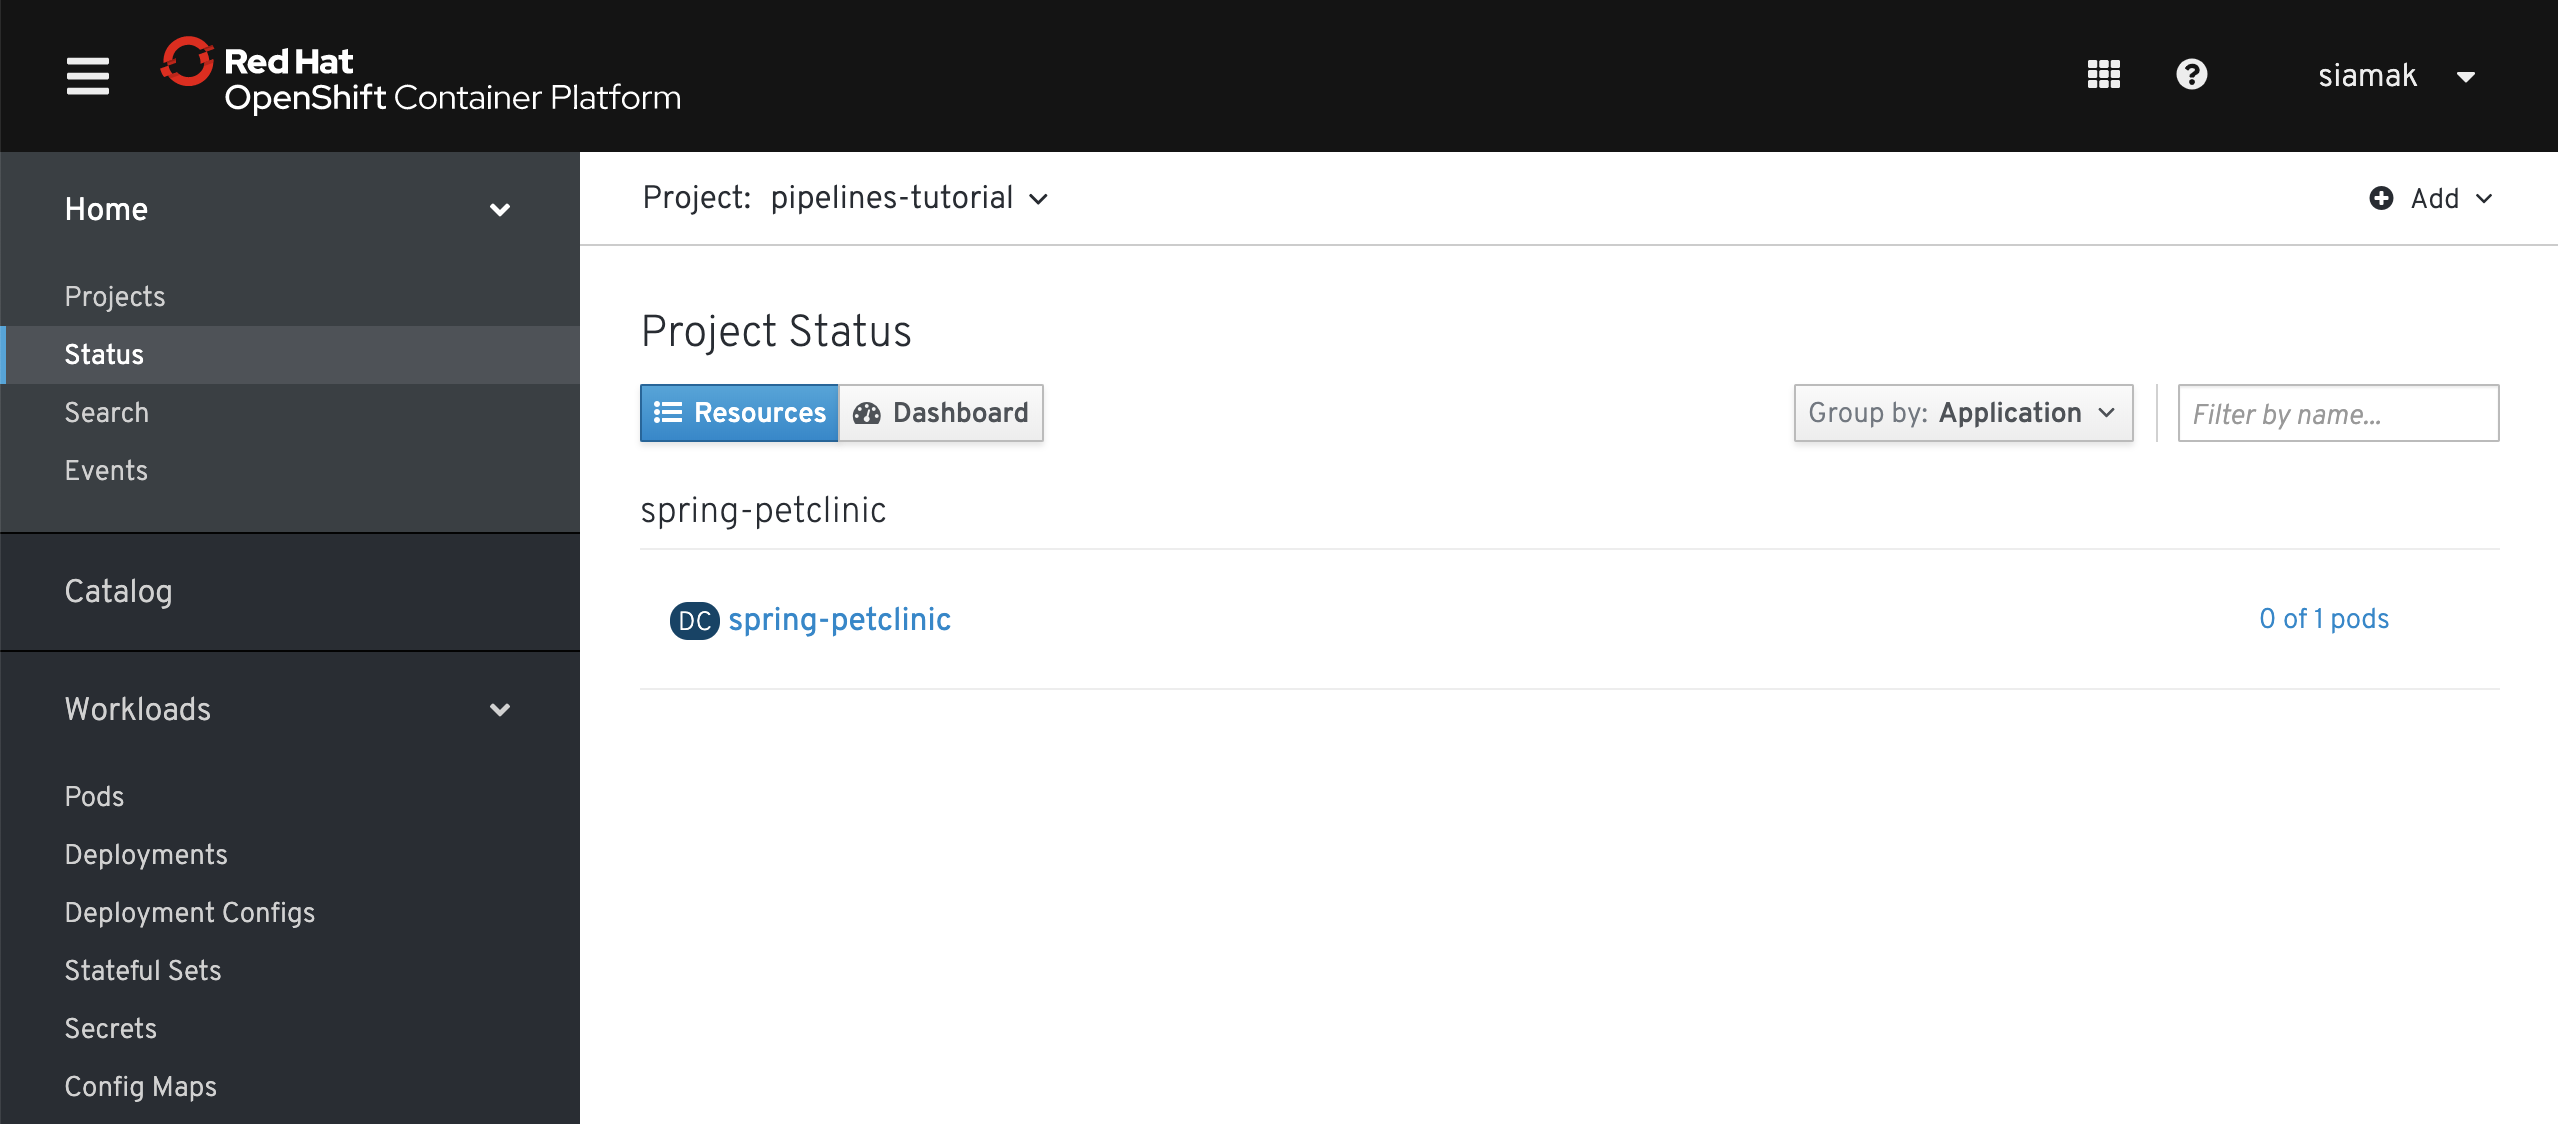 Red Hat
OpenShift Container Platform
siamak
Home
Projects
Status
Search
Events
Catalog
Workloads
Pods
Deployments
Deployment Configs
Stateful Sets
Secrets
Config Maps
Project: pipelines-tutorial
Add
Project Status
Resources Dashboard
Group by: Application Filter by name...
spring-petclinic
DC spring-petclinic 0 of 1 pods